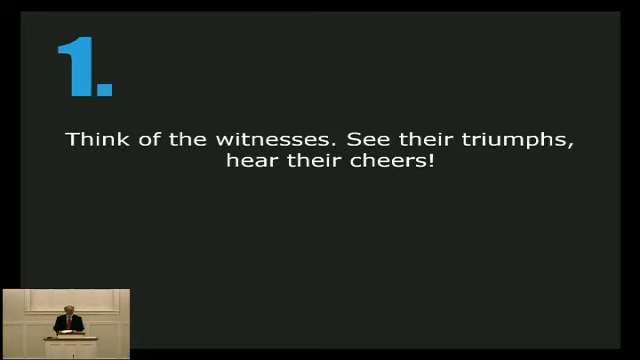 1.
Think of the witnesses. See their triumphs,
hear their cheers!